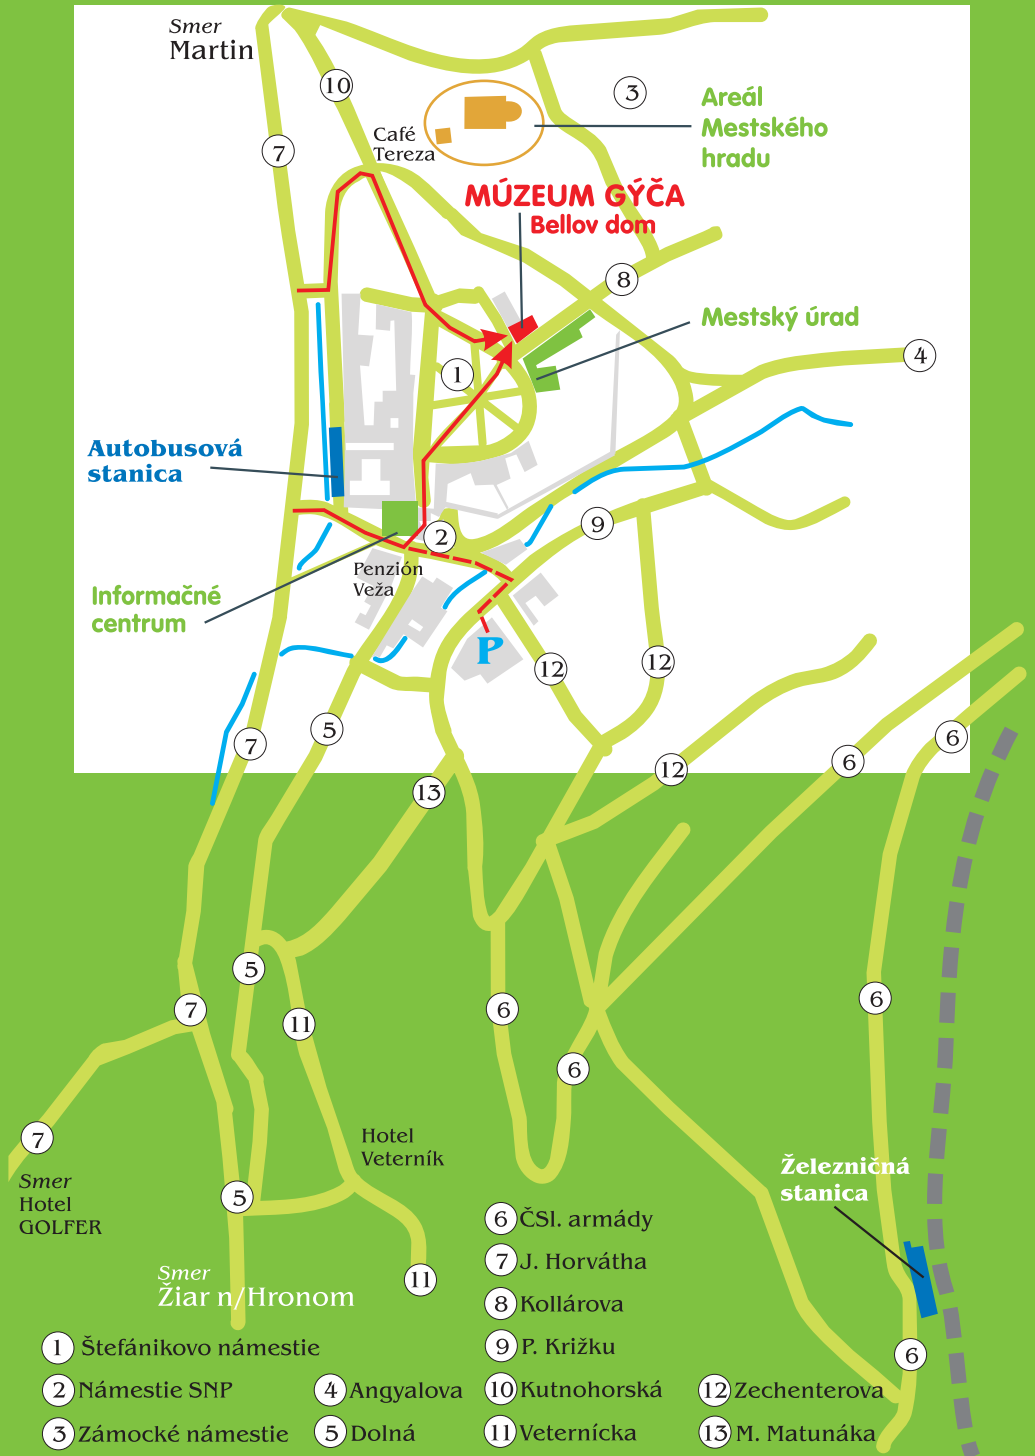 Smer
Martin
10
3
Areál
Mestského
hradu
7
Café
Tereza
MÚZEUM GÝČA
Bellov dom
8
Mestský úrad
4
1
Autobusová
stanica
9
2
Penzión
Veža
Informačné
centrum
P
12
12
5
7
6
6
12
13
5
6
7
11
6
6
7
Hotel
Veterník
Smer
Hotel
GOLFER
5
Železničná
stanica
Smer
Žiar n/Hronom
11
6
6 ČSl. armády
7 J. Horvátha
8 Kollárova
1 Štefánikovo námestie
9 P. Križku
2 Námestie SNP
4 Angyalova
10 Kutnohorská
12 Zechenterova
3 Zámocké námestie
5 Dolná
11 Veternícka
13 M. Matunáka